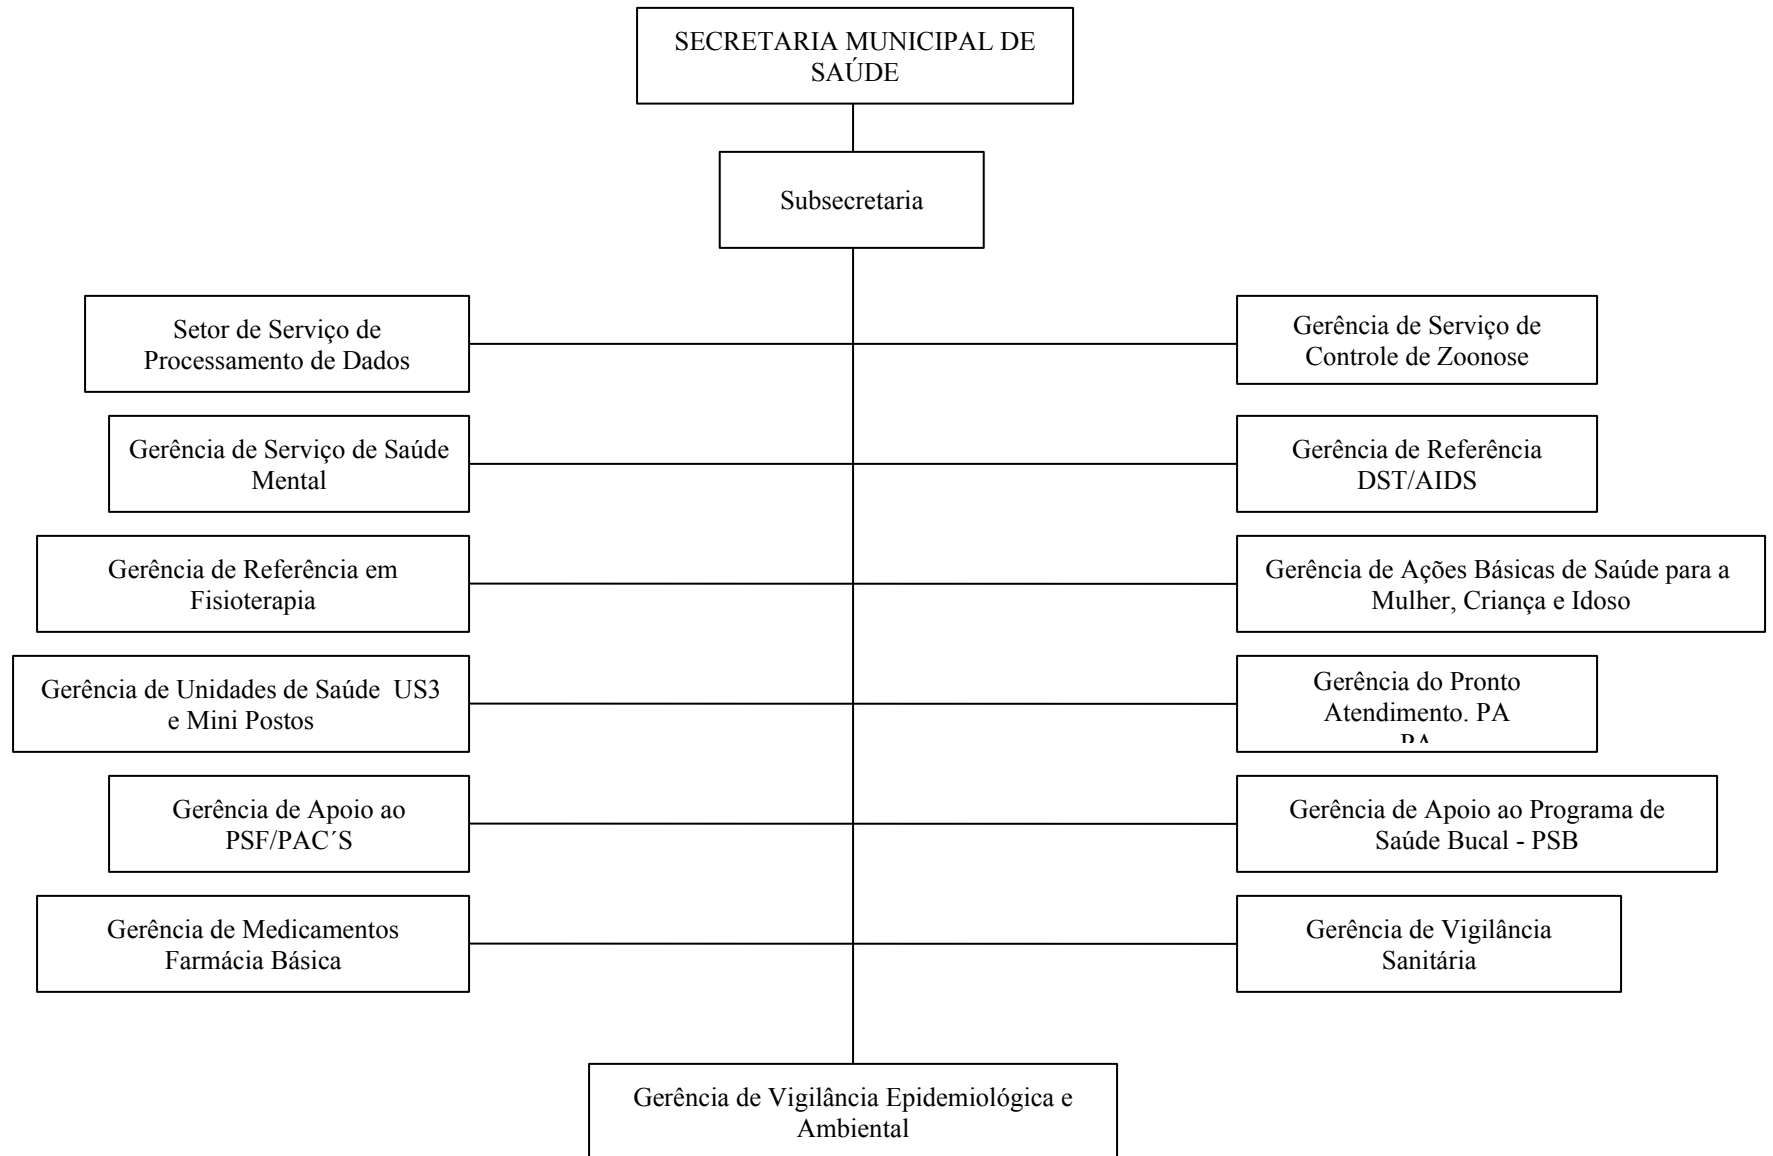 SECRETARIA MUNICIPAL DE
SAÚDE
Subsecretaria
Setor de Serviço de
Processamento de Dados
Gerência de Serviço de
Controle de Zoonose
Gerência de Serviço de Saúde
Mental
Gerência de Referência
DST/AIDS
Gerência de Referência em
Fisioterapia
Gerência de Ações Básicas de Saúde para a
Mulher, Criança e Idoso
Gerência de Unidades de Saúde  US3
e Mini Postos
Gerência do Pronto
Atendimento. PA
PA
Gerência de Apoio ao
PSF/PAC´S
Gerência de Apoio ao Programa de
Saúde Bucal - PSB
Gerência de Medicamentos
Farmácia Básica
Gerência de Vigilância
Sanitária
Gerência de Vigilância Epidemiológica e
Ambiental